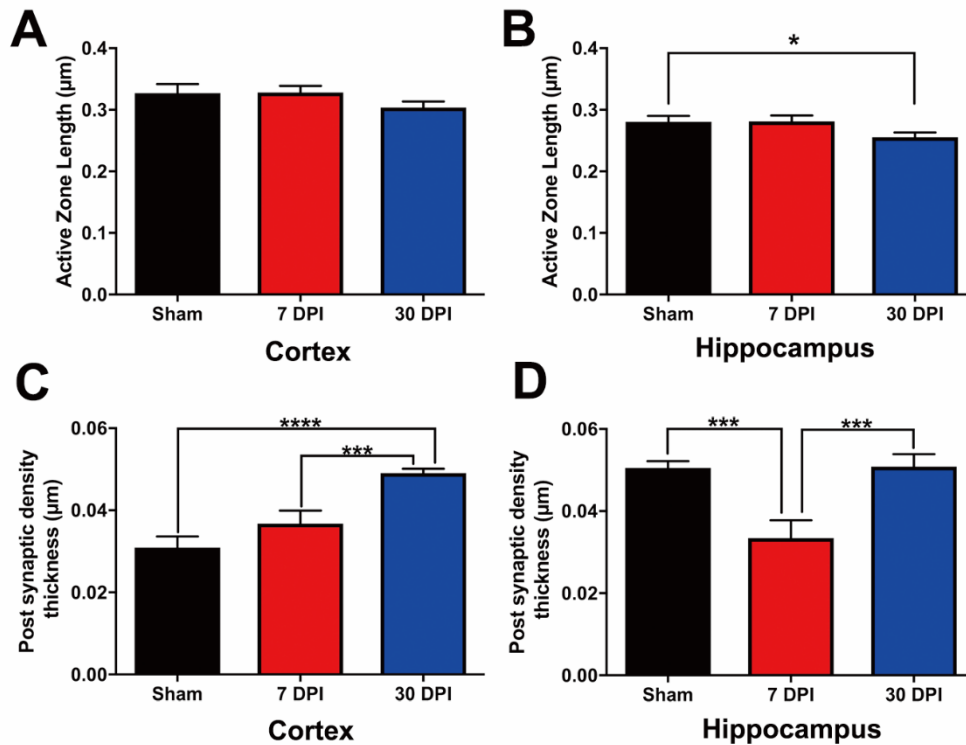 A
Active Zone Length (µm)
0.4
0.3
0.2
0.1
0.0
Sham 7 DPI 30 DPI
Cortex
B
Active Zone Length (µm)
0.4
0.3
0.2
0.1
0.0
*
Sham 7 DPI 30 DPI
Hippocampus
C
Post synaptic density
thickness (µm)
0.06
0.04
0.02
0.00
****
***
Sham 7 DPI 30 DPI
Cortex
D
Post synaptic density
thickness (µm)
0.06
0.04
0.02
0.00
*** ***
Sham 7 DPI 30 DPI
Hippocampus